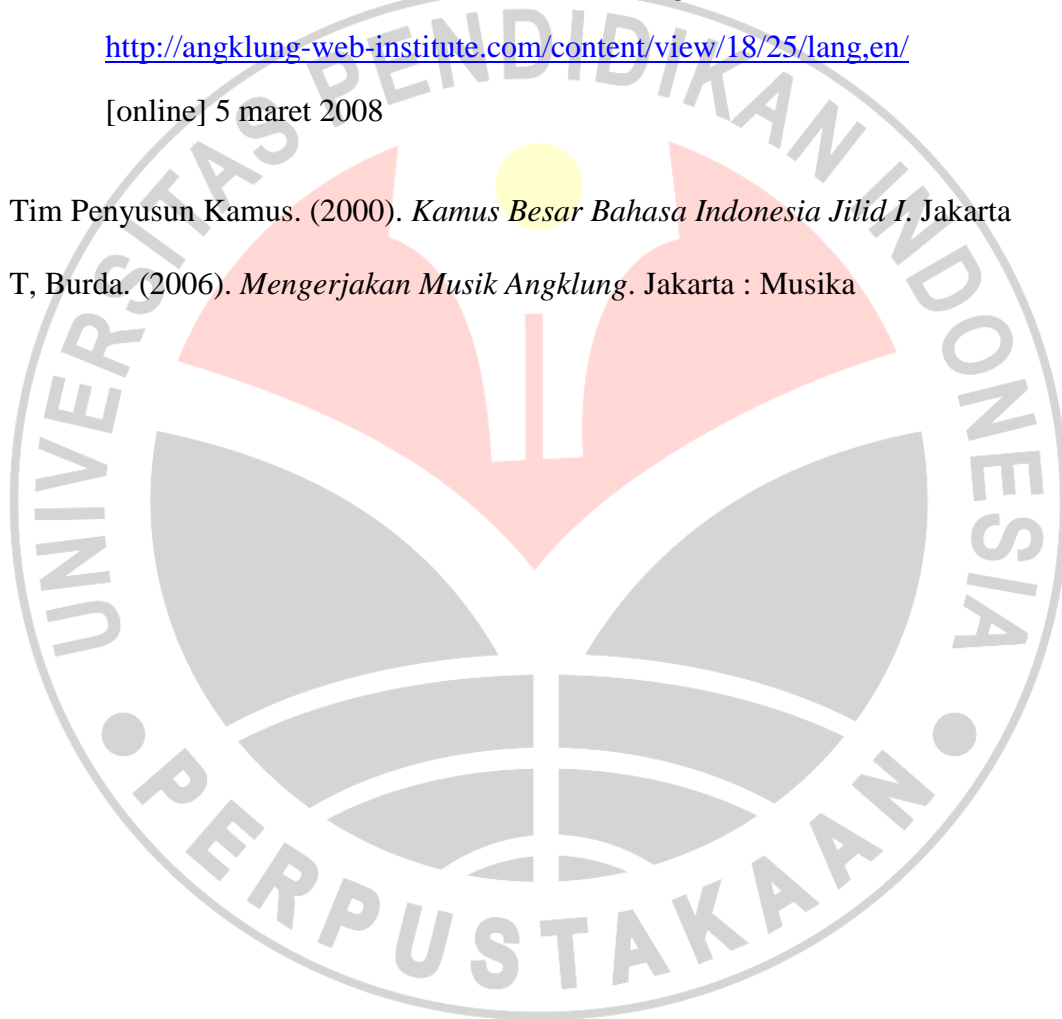 http://angklung-web-institute.com/content/view/18/25/lang,en/
[online] 5 maret 2008
Tim Penyusun Kamus. (2000). Kamus Besar Bahasa Indonesia Jilid I. Jakarta
T, Burda. (2006). Mengerjakan Musik Angklung. Jakarta : Musika
UNIVERSITAS PENDIDIKAN INDONESIA
PERPUSTAKAAN